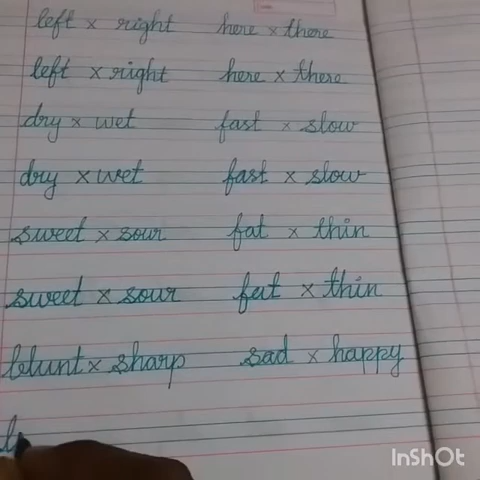 left × right here × there
left × right here × there
dry × wet fast × slow
dry × wet fast × slow
sweet × sour fat × thin
sweet × sour fat × thin
blunt × sharp sad × happy
InShOt